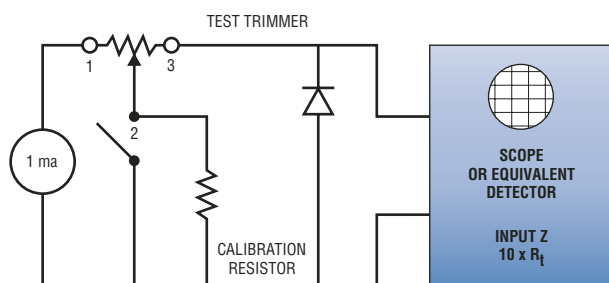 TEST TRIMMER
1
3
2
1 ma
CALIBRATION
RESISTOR
SCOPE
OR EQUIVALENT
DETECTOR
INPUT Z
10 x Rt